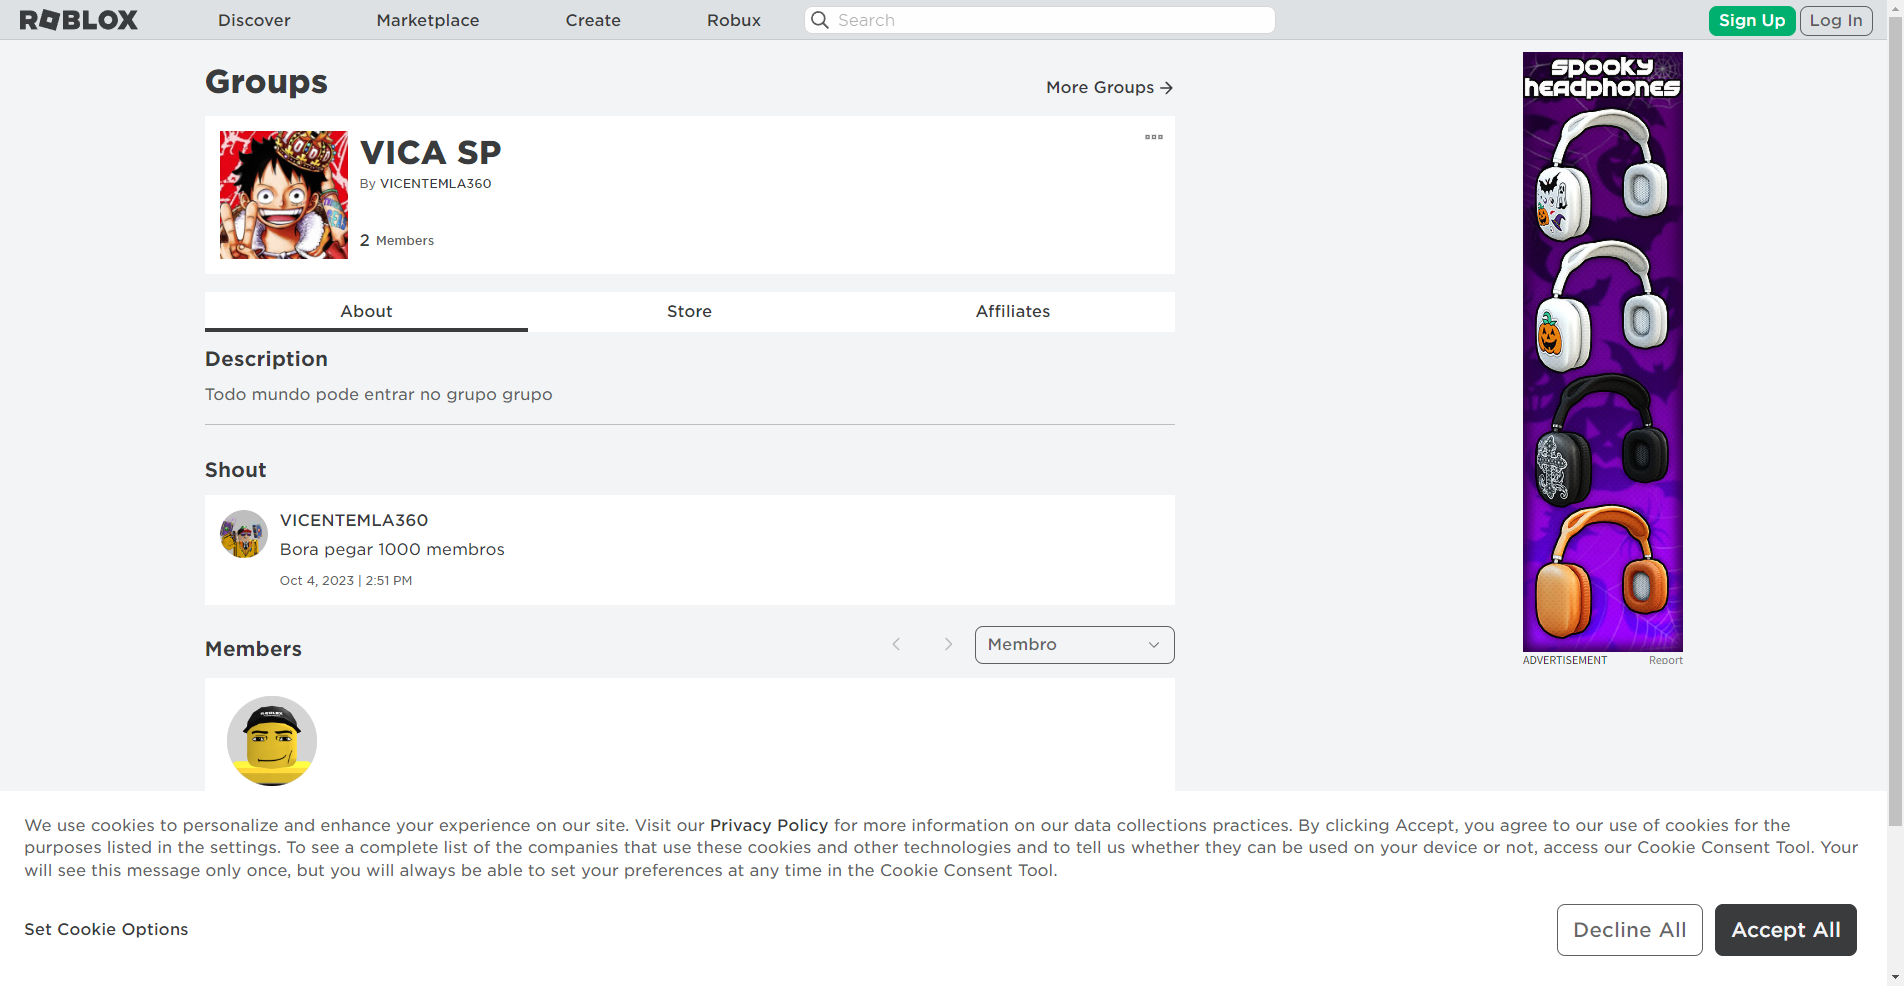 ROBLOX
Discover
Marketplace
Create
Robux
Search
Sign Up
Log In
Groups
More Groups
VICA SP
By VICENTEMLA360
2 Members
About
Store
Affiliates
Description
Todo mundo pode entrar no grupo grupo
Shout
VICENTEMLA360
Bora pegar 1000 membros
Oct 4, 2023 | 2:51 PM
Members
Membro
ROBLOX
spooky
headphones
ADVERTISEMENT
Report
We use cookies to personalize and enhance your experience on our site. Visit our Privacy Policy for more information on our data collections practices. By clicking Accept, you agree to our use of cookies for the
purposes listed in the settings. To see a complete list of the companies that use these cookies and other technologies and to tell us whether they can be used on your device or not, access our Cookie Consent Tool. Your
will see this message only once, but you will always be able to set your preferences at any time in the Cookie Consent Tool.
Set Cookie Options
Decline All
Accept All